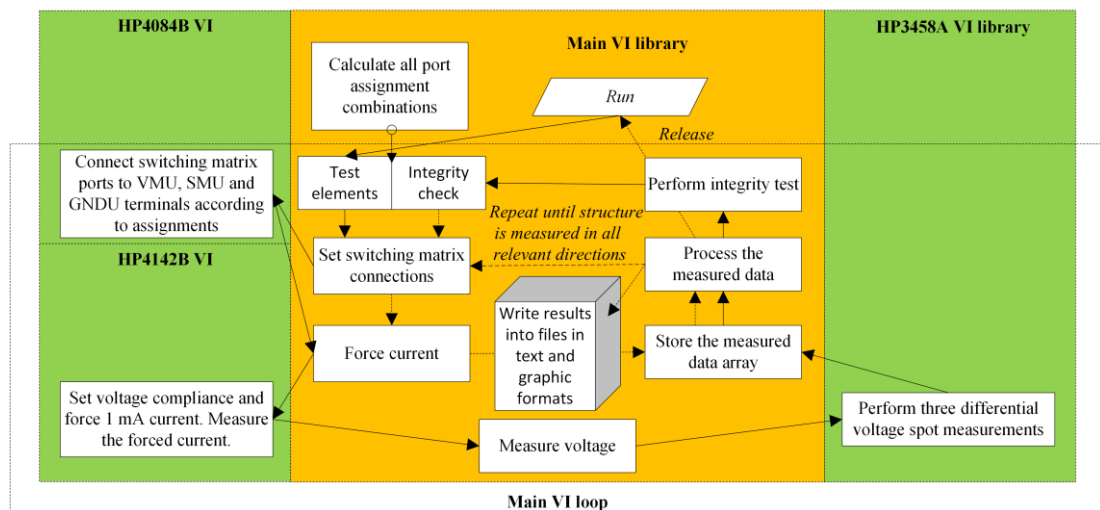 HP4084B VI
Main VI library
HP3458A VI library
Calculate all port
assignment
combinations
Run
Release
Connect switching matrix
ports to VMU, SMU and
GNDU terminals according
to assignments
Test
elements
Integrity
check
Perform integrity test
Repeat until structure
is measured in all
relevant directions
HP4142B VI
Set switching matrix
connections
Process the
measured data
Write results
into files in
text and
graphic
formats
Force current
Store the measured
data array
Set voltage compliance and
force 1 mA current. Measure
the forced current.
Measure voltage
Perform three differential
voltage spot measurements
Main VI loop